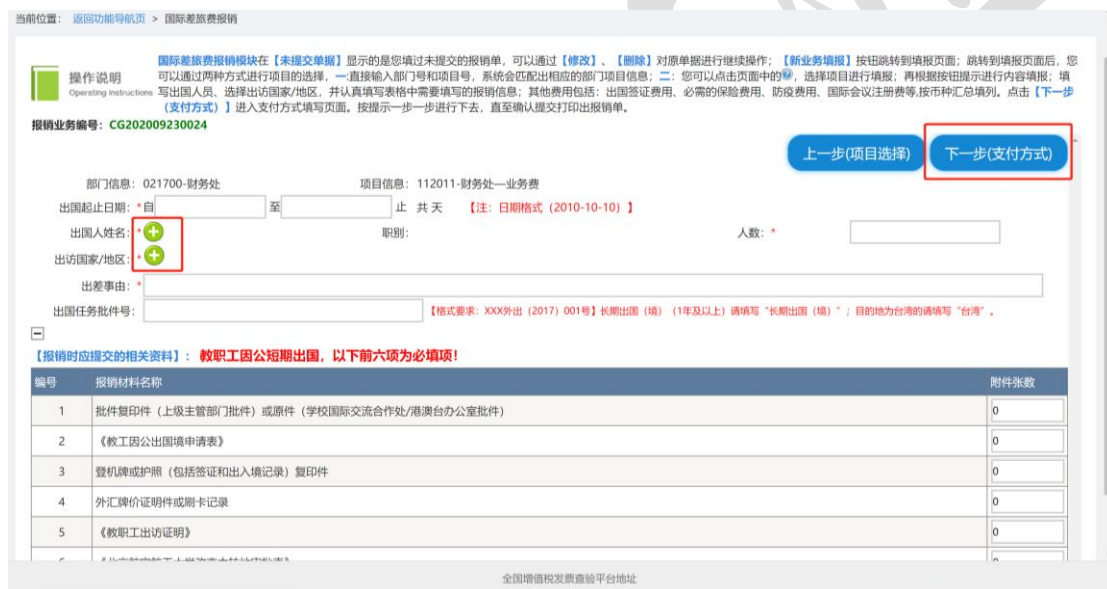 当前位置： 返回功能导航页 > 国际差旅费报销
操作说明
Operating instructions
国际差旅费报销模块在【未提交单据】显示的是您填过未提交的报销单，可以通过【修改】、【删除】对原单据进行继续操作；【新业务填报】按钮跳转到填报页面；跳转到填报页面后，您
可以通过两种方式进行项目的选择，一:直接输入部门号和项目号，系统会匹配出相应的部门项目信息；二：您可以点击页面中的，选择项目进行填报；再根据按钮提示进行内容填报；填
写出国人员、选择出访国家/地区，并认真填写表格中需要填写的报销信息；其他费用包括：出国签证费用、必需的保险费用、防疫费用、国际会议注册费等,按币种汇总填列。点击【下一步
（支付方式）】进入支付方式填写页面。按提示一步一步进行下去，直至确认提交打印出报销单。
报销业务编号：CG202009230024
上一步(项目选择) 下一步(支付方式)
部门信息：021700-财务处 项目信息：112011-财务处—业务费
出国起止日期：*自 至 止 共 天 【注：日期格式（2010-10-10）】
出国人姓名：* 职别： 人数：*
出访国家/地区：*
出差事由：*
出国任务批件号： 【格式要求：XXX外出（2017）001号】长期出国（境）（1年及以上）请填写“长期出国（境）”；目的地为台湾的请填写“台湾”。
【报销时应提交的相关资料】：教职工因公短期出国，以下前六项为必填项！
编号 报销材料名称 附件张数
1 批件复印件（上级主管部门批件）或原件（学校国际交流合作处/港澳台办公室批件） 0
2 《教工因公出国境申请表》 0
3 登机牌或护照（包括签证和出入境记录）复印件 0
4 外汇牌价证明件或刷卡记录 0
5 《教职工出访证明》 0
全国增值税发票查验平台地址